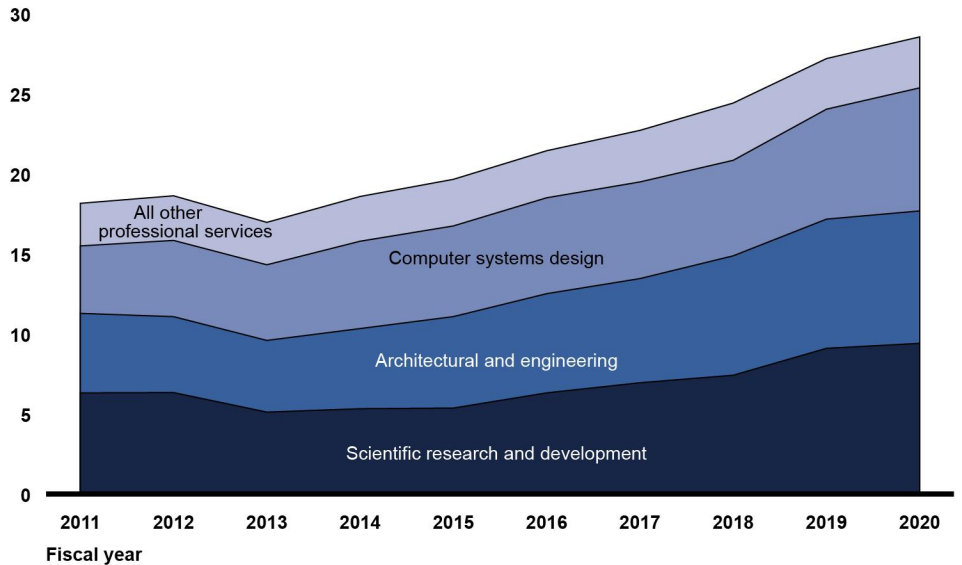 30
25
20
15
10
5
0
All other
professional services
Computer systems design
Architectural and engineering
Scientific research and development
2011 2012 2013 2014 2015 2016 2017 2018 2019 2020
Fiscal year